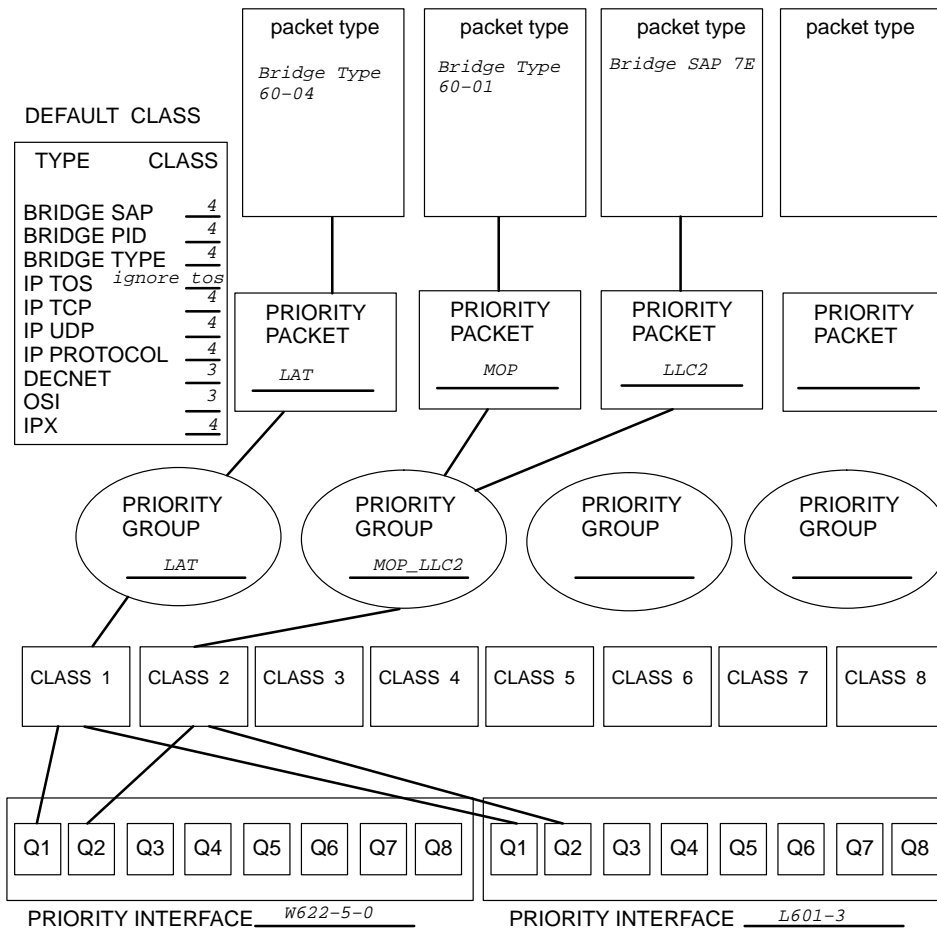 packet type packet type packet type packet type
Bridge Type
60-04
Bridge Type
60-01
Bridge SAP 7E
DEFAULT CLASS
TYPE CLASS
BRIDGE SAP 4
BRIDGE PID 4
BRIDGE TYPE 4
IP TOS ignore tos
IP TCP 4
IP UDP 4
IP PROTOCOL 4
DECNET 3
OSI 3
IPX 4
PRIORITY
PACKET
LAT
PRIORITY
PACKET
MOP
PRIORITY
PACKET
LLC2
PRIORITY
PACKET
PRIORITY
GROUP
LAT
PRIORITY
GROUP
MOP_LLC2
PRIORITY
GROUP
PRIORITY
GROUP
CLASS 1 CLASS 2 CLASS 3 CLASS 4 CLASS 5 CLASS 6 CLASS 7 CLASS 8
Q1 Q2 Q3 Q4 Q5 Q6 Q7 Q8 Q1 Q2 Q3 Q4 Q5 Q6 Q7 Q8
PRIORITY INTERFACE W622-5-0 PRIORITY INTERFACE L601-3